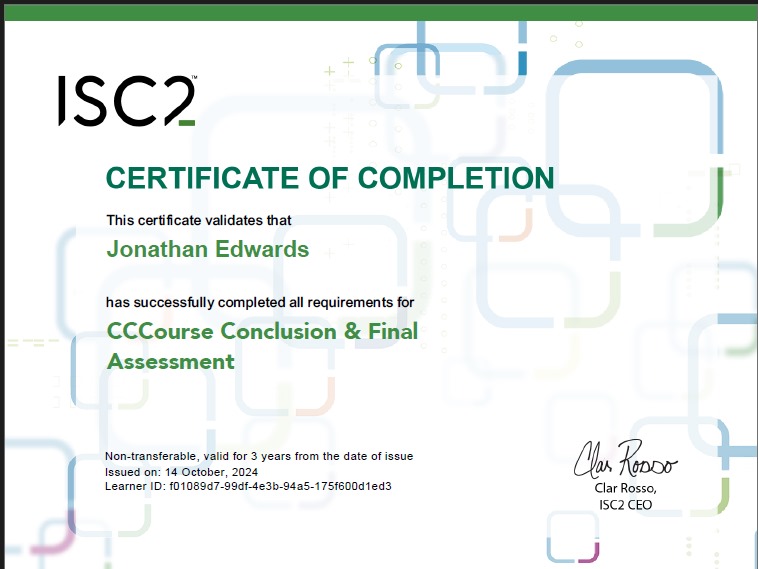 ISC2™
CERTIFICATE OF COMPLETION
This certificate validates that
Jonathan Edwards
has successfully completed all requirements for
CCCourse Conclusion & Final
Assessment
Non-transferable, valid for 3 years from the date of issue
Issued on: 14 October, 2024
Learner ID: f01089d7-99df-4e3b-94a5-175f600d1ed3
Clar Rosso
Clar Rosso,
ISC2 CEO